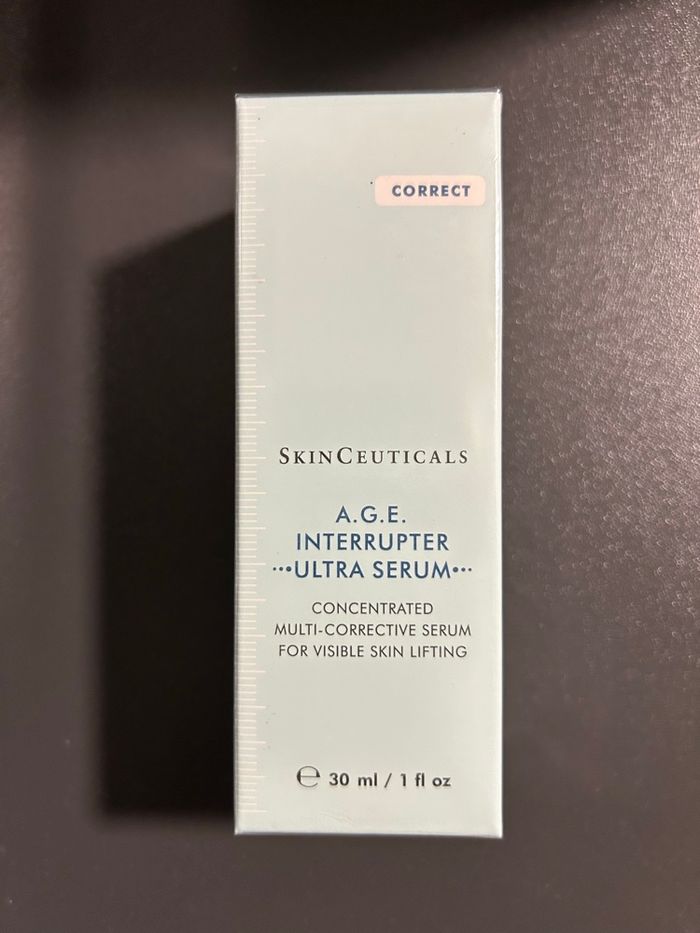 CORRECT
SKINCEUTICALS
A.G.E.
INTERRUPTER
•••ULTRA SERUM•••
CONCENTRATED
MULTI-CORRECTIVE SERUM
FOR VISIBLE SKIN LIFTING
℮ 30 ml / 1 fl oz